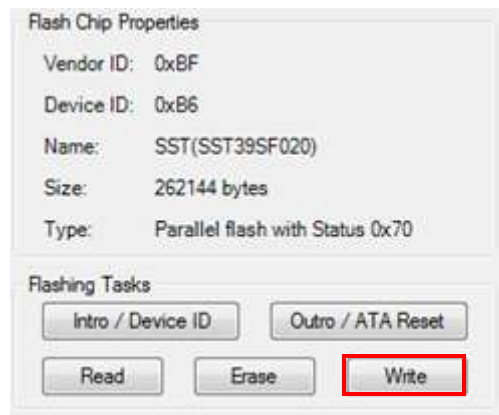 Flash Chip Properties
Vendor ID: 0xBF
Device ID: 0xB6
Name: SST(SST39SF020)
Size: 262144 bytes
Type: Parallel flash with Status 0x70
Flashing Tasks
Intro / Device ID Outro / ATA Reset
Read Erase Write